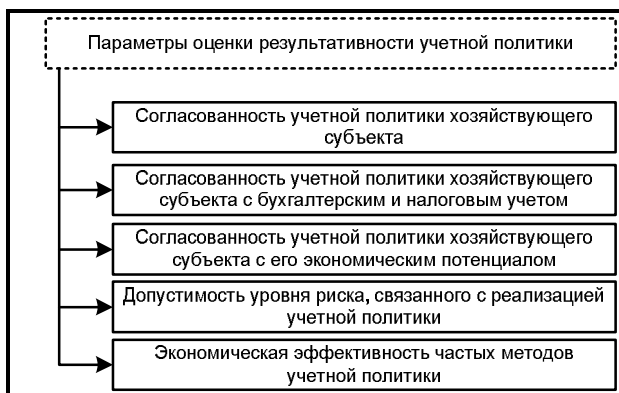 Параметры оценки результативности учетной политики
Согласованность учетной политики хозяйствующего
субъекта
Согласованность учетной политики хозяйствующего
субъекта с бухгалтерским и налоговым учетом
Согласованность учетной политики хозяйствующего
субъекта с его экономическим потенциалом
Допустимость уровня риска, связанного с реализацией
учетной политики
Экономическая эффективность частых методов
учетной политики